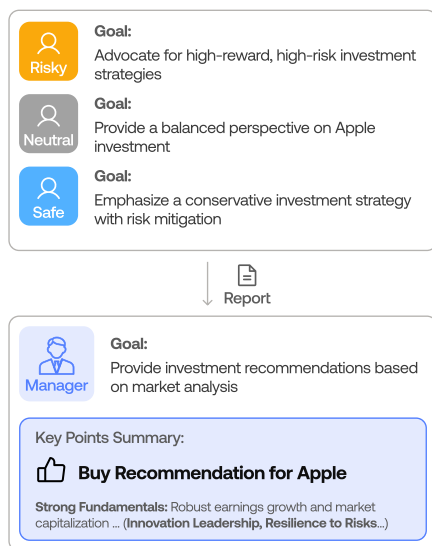 Risky
Goal:
Advocate for high-reward, high-risk investment
strategies
Neutral
Goal:
Provide a balanced perspective on Apple
investment
Safe
Goal:
Emphasize a conservative investment strategy
with risk mitigation
Report
Manager
Goal:
Provide investment recommendations based
on market analysis
Key Points Summary:
Buy Recommendation for Apple
Strong Fundamentals: Robust earnings growth and market
capitalization ... (Innovation Leadership, Resilience to Risks...)